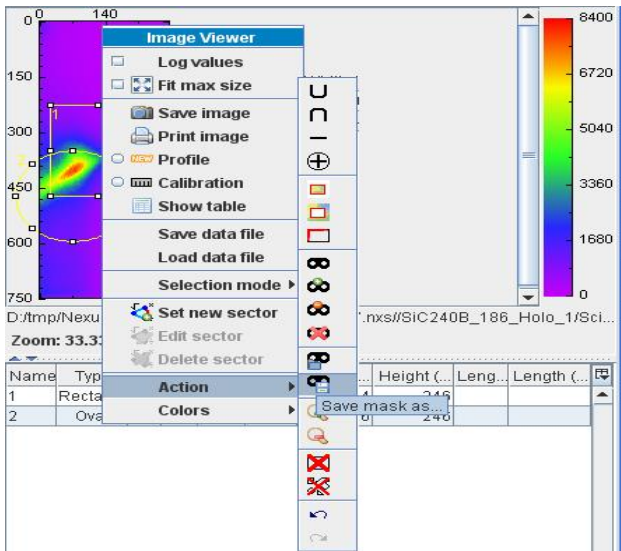 0 140
8400
Image Viewer
Log values
150
Fit max size
6720
Save image
Print image
300
5040
NEW Profile
Calibration
450
3360
Show table
Save data file
600
1680
Load data file
Selection mode
750
0
Set new sector
D:/tmp/Nexu
.nxs//SiC240B_186_Holo_1/Sci...
Edit sector
Zoom: 33.3
Delete sector
Name Typ ... Height (... Leng... Length (...
Action
1 Recta 246
Save mask as...
2 Ova 246
Colors